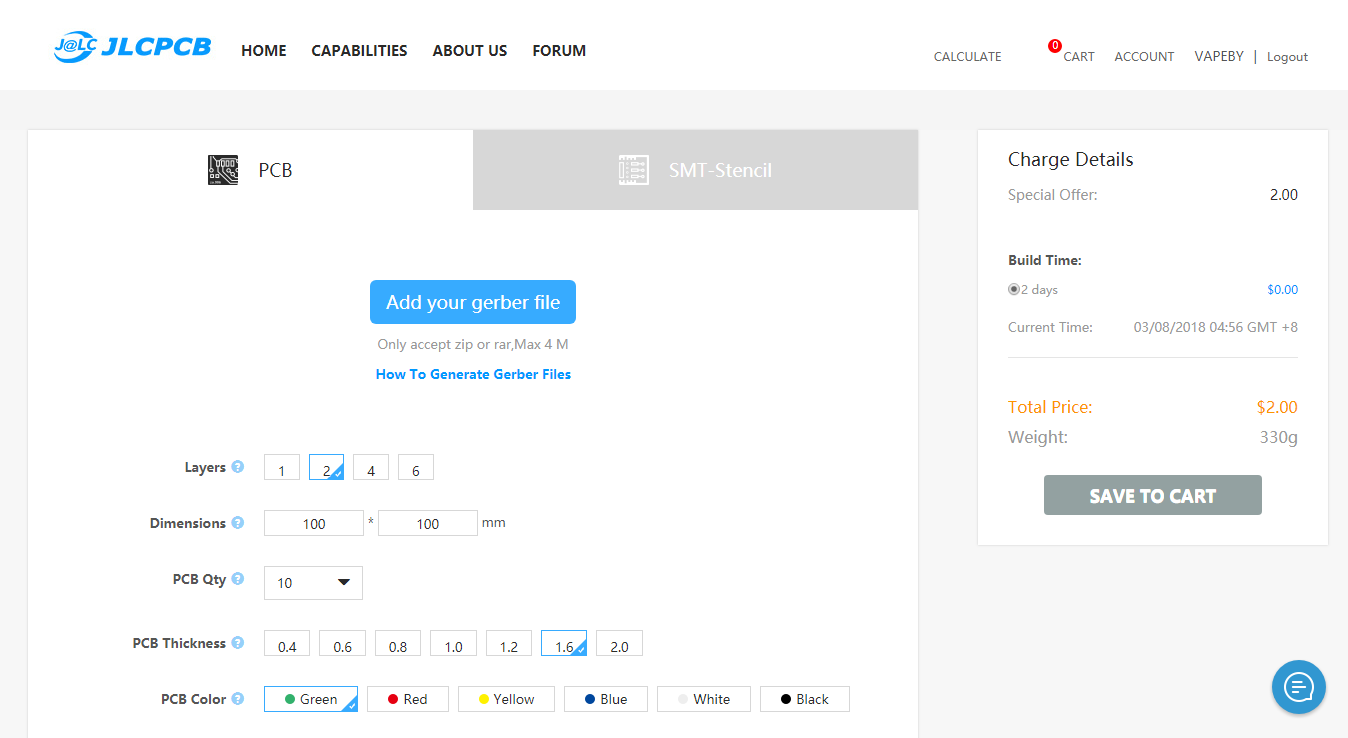 J@LC JLCPCB HOME CAPABILITIES ABOUT US FORUM CALCULATE 0 CART ACCOUNT VAPEBY | Logout
PCB SMT-Stencil
Add your gerber file
Only accept zip or rar,Max 4 M
How To Generate Gerber Files
Layers ? 1 2 4 6
Dimensions ? 100 * 100 mm
PCB Qty ? 10
PCB Thickness ? 0.4 0.6 0.8 1.0 1.2 1.6 2.0
PCB Color ? Green Red Yellow Blue White Black
Charge Details
Special Offer: 2.00
Build Time:
2 days $0.00
Current Time: 03/08/2018 04:56 GMT +8
Total Price: $2.00
Weight: 330g
SAVE TO CART